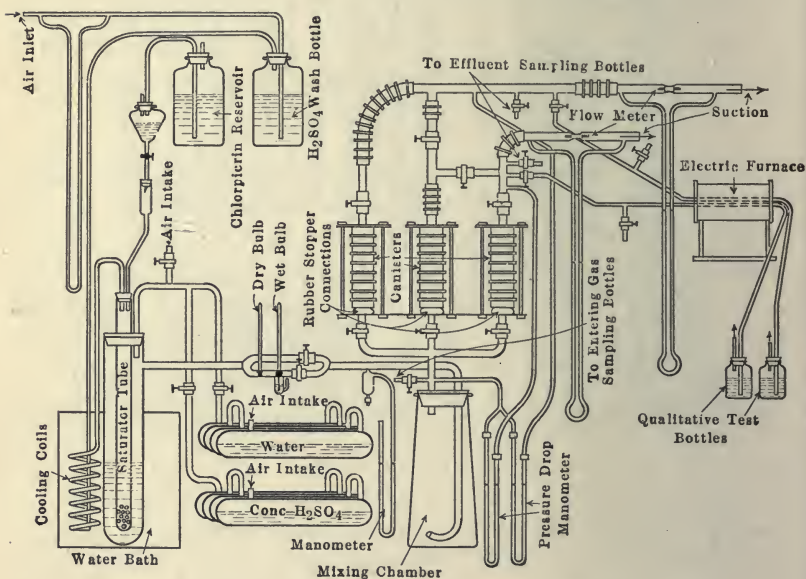 Air Inlet
Chlorpicrin Reservoir
H2SO4 Wash Bottle
To Effluent Sampling Bottles
Flow Meter
Suction
Electric Furnace
Air Intake
Dry Bulb
Wet Bulb
Rubber Stopper
Connections
Canisters
To Entering Gas
Sampling Bottles
Qualitative Test
Bottles
Cooling Coils
Saturator Tube
Air Intake
Water
Air Intake
Conc H2SO4
Water Bath
Manometer
Mixing Chamber
Pressure Drop
Manometer